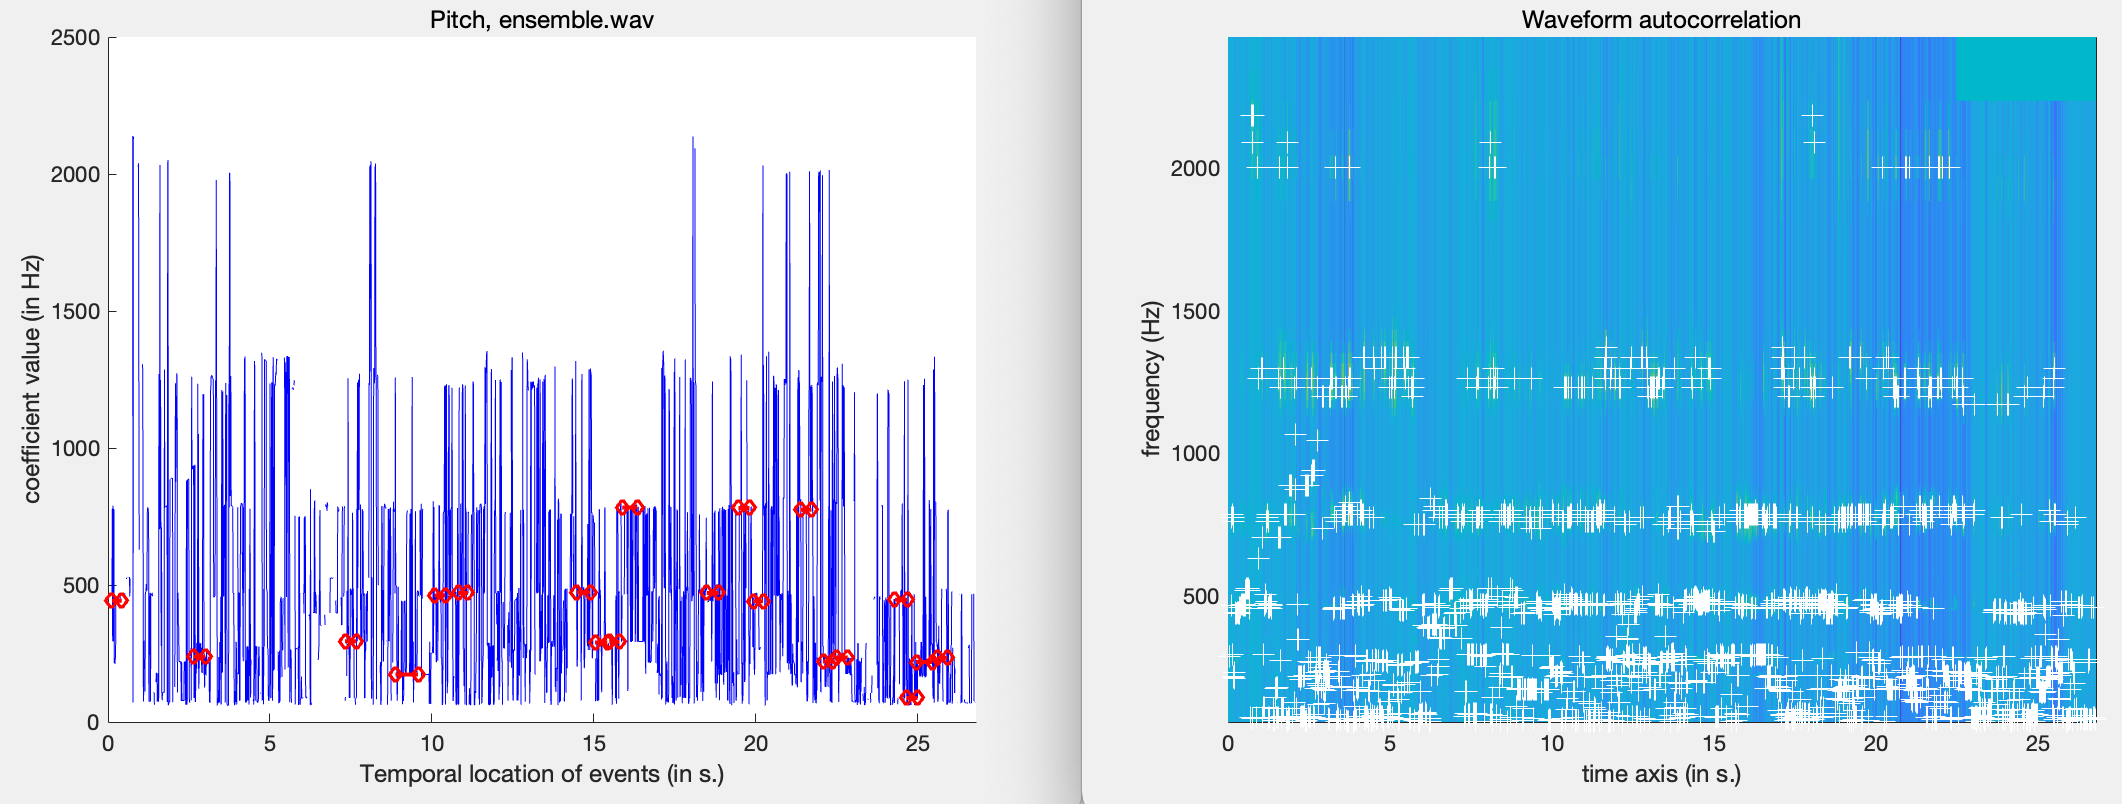 Pitch, ensemble.wav
2500
2000
1500
1000
500
0
coefficient value (in Hz)
0 5 10 15 20 25
Temporal location of events (in s.)
Waveform autocorrelation
2000
1500
1000
500
frequency (Hz)
0 5 10 15 20 25
time axis (in s.)